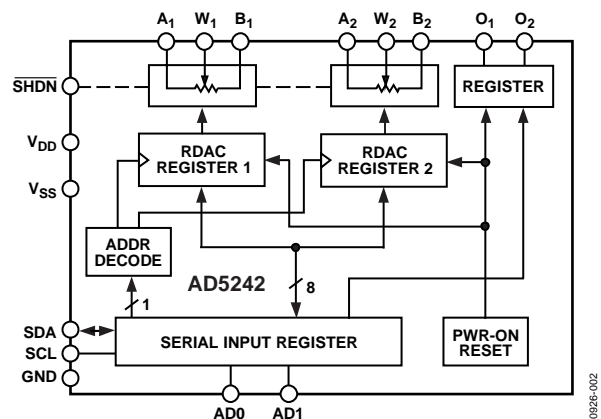 A1 W1 B1 A2 W2 B2 O1 O2
SHDN
REGISTER
VDD
RDAC
REGISTER 1
RDAC
REGISTER 2
VSS
ADDR
DECODE
AD5242
8
1
SDA
SCL
GND
SERIAL INPUT REGISTER
PWR-ON
RESET
AD0 AD1
0926-002